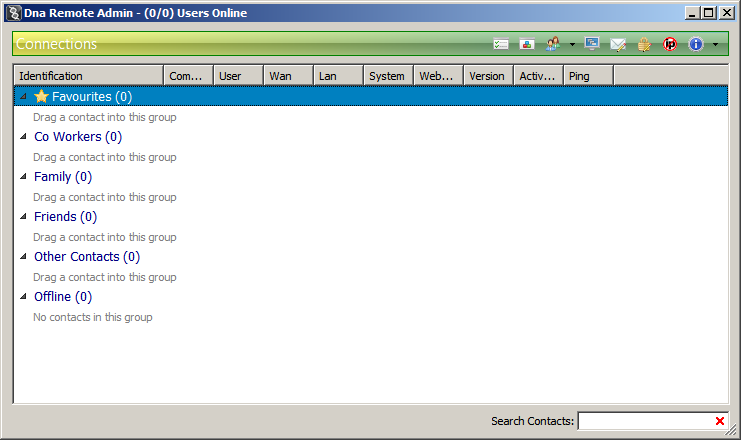 Dna Remote Admin - (0/0) Users Online
Connections
ip
Identification Com... User Wan Lan System Web... Version Activ... Ping
Favourites (0)
Drag a contact into this group
Co Workers (0)
Drag a contact into this group
Family (0)
Drag a contact into this group
Friends (0)
Drag a contact into this group
Other Contacts (0)
Drag a contact into this group
Offline (0)
No contacts in this group
Search Contacts: